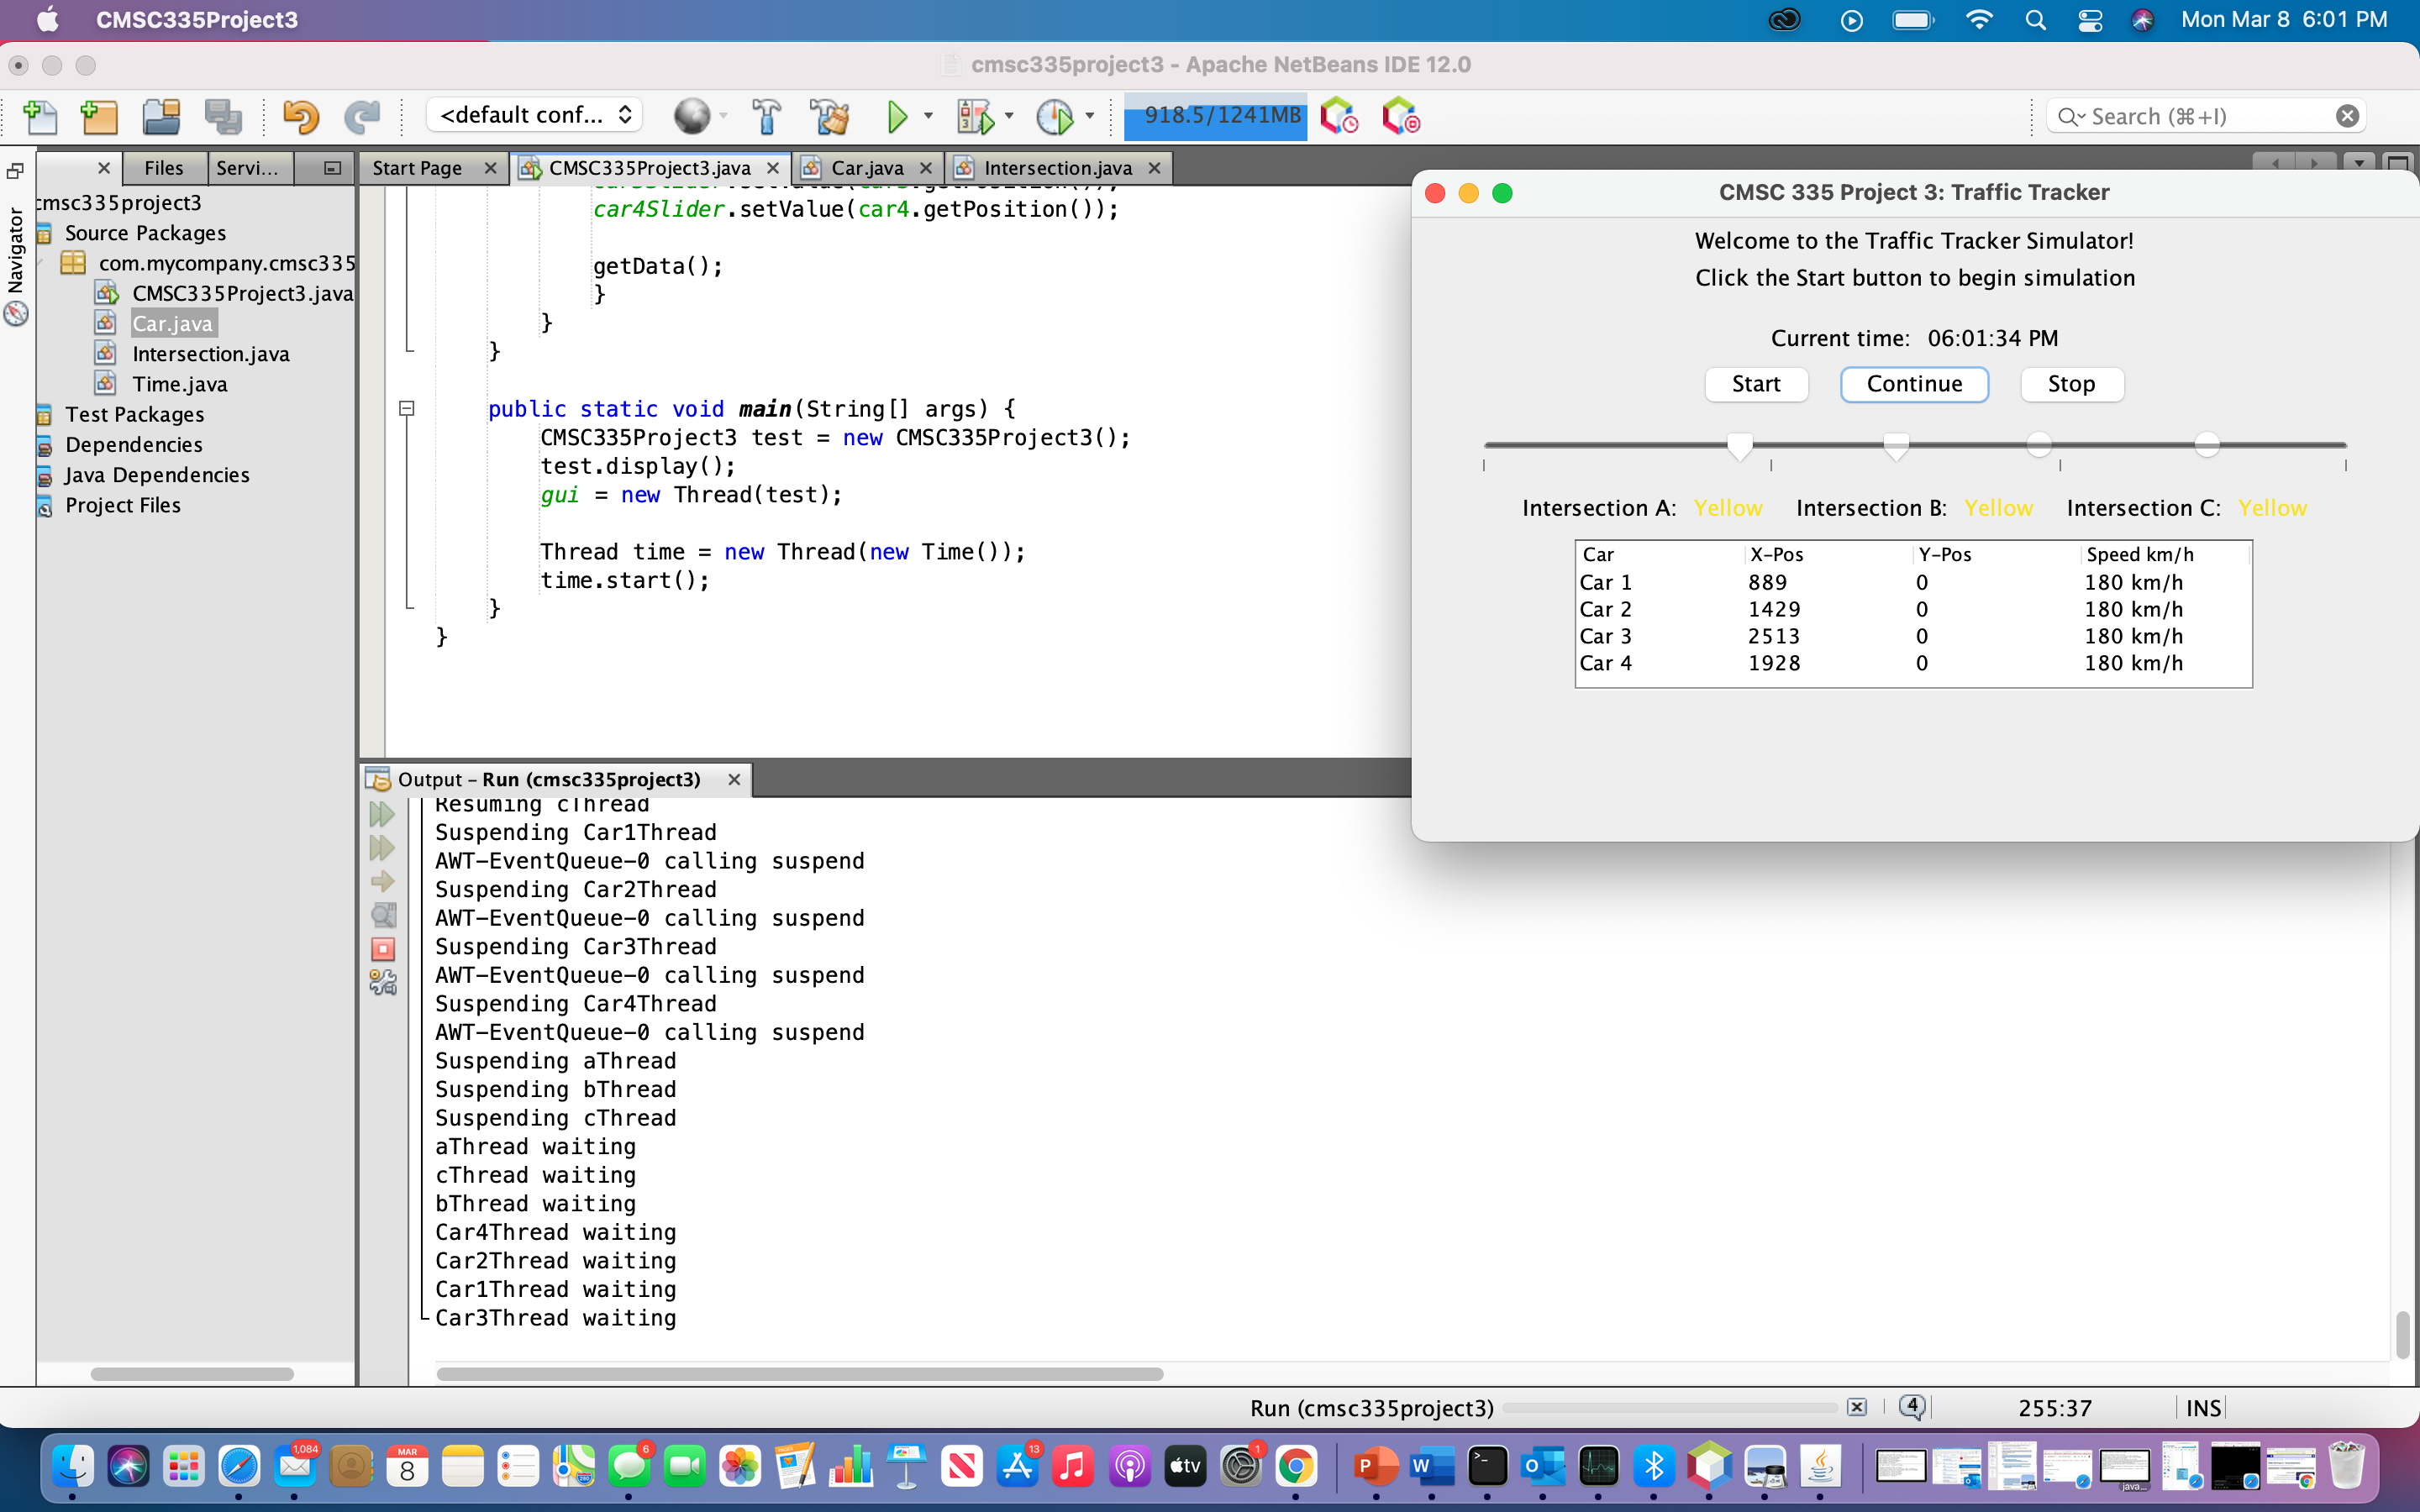 CMSC335Project3
Mon Mar 8 6:01 PM
cmsc335project3 - Apache NetBeans IDE 12.0
<default conf...
918.5/1241MB
Search (⌘+I)
Files
Servi...
Start Page
CMSC335Project3.java
Car.java
Intersection.java
Navigator
cmsc335project3
Source Packages
com.mycompany.cmsc335
CMSC335Project3.java
Car.java
Intersection.java
Time.java
Test Packages
Dependencies
Java Dependencies
Project Files
car4Slider.setValue(car4.getPosition());
getData();
}
}
}
public static void main(String[] args) {
CMSC335Project3 test = new CMSC335Project3();
test.display();
gui = new Thread(test);
Thread time = new Thread(new Time());
time.start();
}
}
CMSC 335 Project 3: Traffic Tracker
Welcome to the Traffic Tracker Simulator!
Click the Start button to begin simulation
Current time: 06:01:34 PM
Start
Continue
Stop
Intersection A: Yellow Intersection B: Yellow Intersection C: Yellow
Car X-Pos Y-Pos Speed km/h
Car 1 889 0 180 km/h
Car 2 1429 0 180 km/h
Car 3 2513 0 180 km/h
Car 4 1928 0 180 km/h
Output - Run (cmsc335project3)
Resuming cThread
Suspending Car1Thread
AWT-EventQueue-0 calling suspend
Suspending Car2Thread
AWT-EventQueue-0 calling suspend
Suspending Car3Thread
AWT-EventQueue-0 calling suspend
Suspending Car4Thread
AWT-EventQueue-0 calling suspend
Suspending aThread
Suspending bThread
Suspending cThread
aThread waiting
cThread waiting
bThread waiting
Car4Thread waiting
Car2Thread waiting
Car1Thread waiting
Car3Thread waiting
Run (cmsc335project3)
4
255:37
INS
1,084
MAR
8
6
13
tv
1
P
W
O
java...